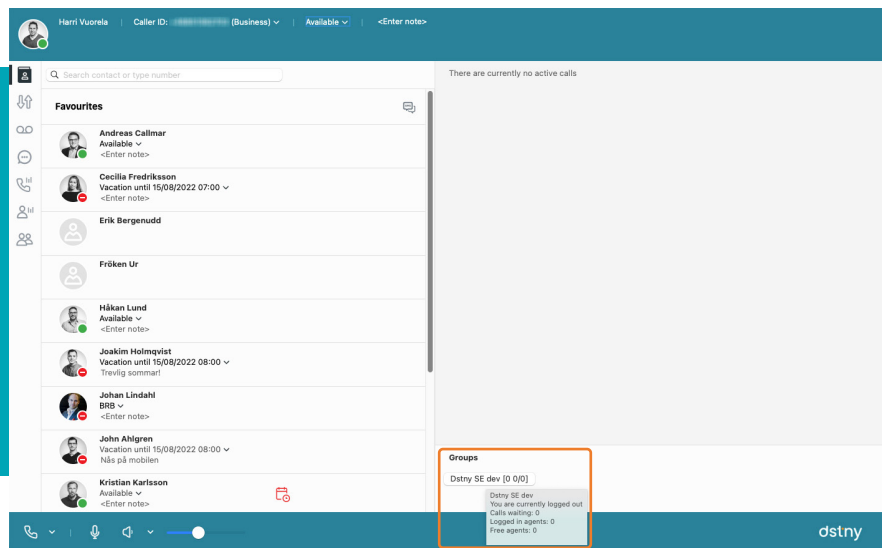 Harri Vuorela
Caller ID:
(Business)
Available
<Enter note>
Search contact or type number
Favourites
Andreas Callmar
Available
<Enter note>
Cecilia Fredriksson
Vacation until 15/08/2022 07:00
<Enter note>
Erik Bergenudd
Fröken Ur
Håkan Lund
Available
<Enter note>
Joakim Holmqvist
Vacation until 15/08/2022 08:00
Trevlig sommar!
Johan Lindahl
BRB
<Enter note>
John Ahlgren
Vacation until 15/08/2022 08:00
Nås på mobilen
Kristian Karlsson
Available
<Enter note>
There are currently no active calls
Groups
Dstny SE dev [0 0/0]
Dstny SE dev
You are currently logged out
Calls waiting: 0
Logged in agents: 0
Free agents: 0
dstny